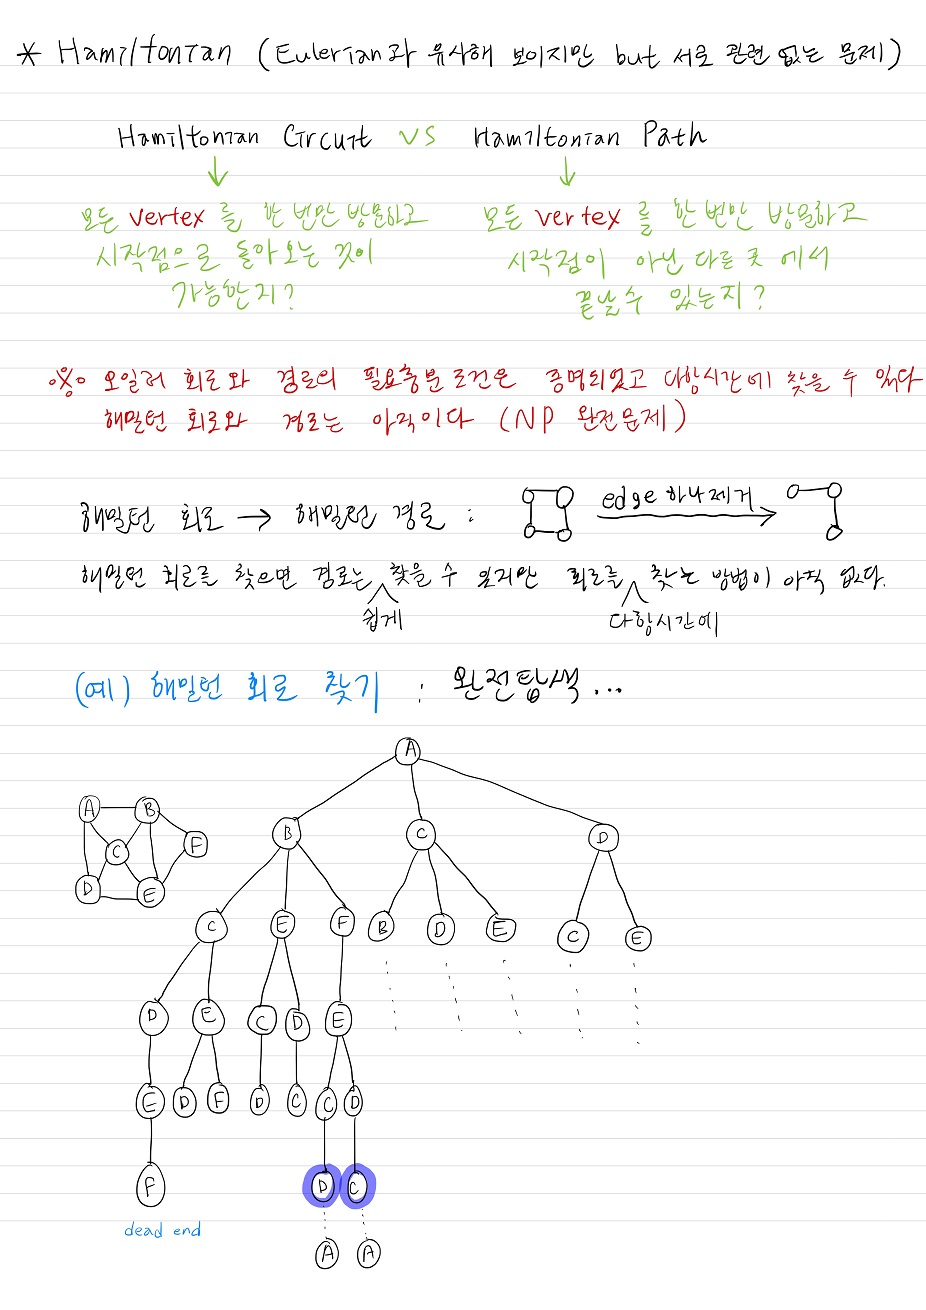 * Hamiltonian (Eulerian과 유사해 보이지만 but 서로 관련 없는 문제)
Hamiltonian Circuit VS Hamiltonian Path
모든 vertex 를 한 번만 방문하고
시작점으로 돌아오는 것이
가능한지?
모든 vertex 를 한 번만 방문하고
시작점이 아닌 다른 곳에서
끝날 수 있는지?
※ 오일러 회로와 경로의 필요충분조건은 증명되었고 다항시간에 찾을 수 있다
해밀턴 회로와 경로는 아직이다 (NP 완전문제)
해밀턴 회로 → 해밀턴 경로 : edge 하나 제거
해밀턴 회로를 찾으면 경로는 쉽게 찾을 수 있지만 회로를 다항시간에 찾는 방법이 아직 없다.
(예) 해밀턴 회로 찾기 : 완전탐색...
A B C F D E
A
B C D
C E F B D E C E
D E C D E
E D F D C C D
F D C
dead end
A A